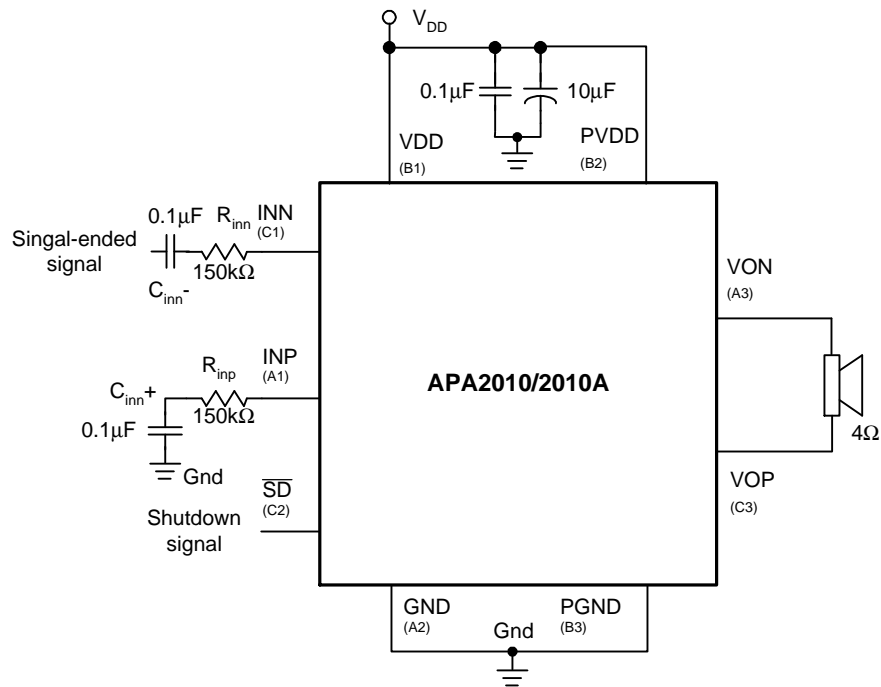 V_DD
0.1μF
10μF
VDD
(B1)
PVDD
(B2)
0.1μF
R_inn
INN
(C1)
Singal-ended
signal
150kΩ
C_inn-
VON
(A3)
R_inp
INP
(A1)
APA2010/2010A
C_inn+
150kΩ
0.1μF
4Ω
Gnd
SD
(C2)
VOP
(C3)
Shutdown
signal
GND
(A2)
PGND
(B3)
Gnd